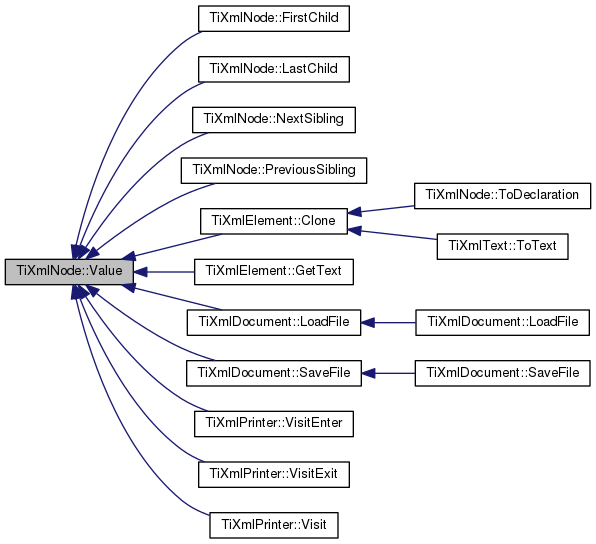 TiXmlNode::FirstChild
TiXmlNode::LastChild
TiXmlNode::NextSibling
TiXmlNode::PreviousSibling
TiXmlNode::ToDeclaration
TiXmlElement::Clone
TiXmlText::ToText
TiXmlNode::Value
TiXmlElement::GetText
TiXmlDocument::LoadFile
TiXmlDocument::LoadFile
TiXmlDocument::SaveFile
TiXmlDocument::SaveFile
TiXmlPrinter::VisitEnter
TiXmlPrinter::VisitExit
TiXmlPrinter::Visit